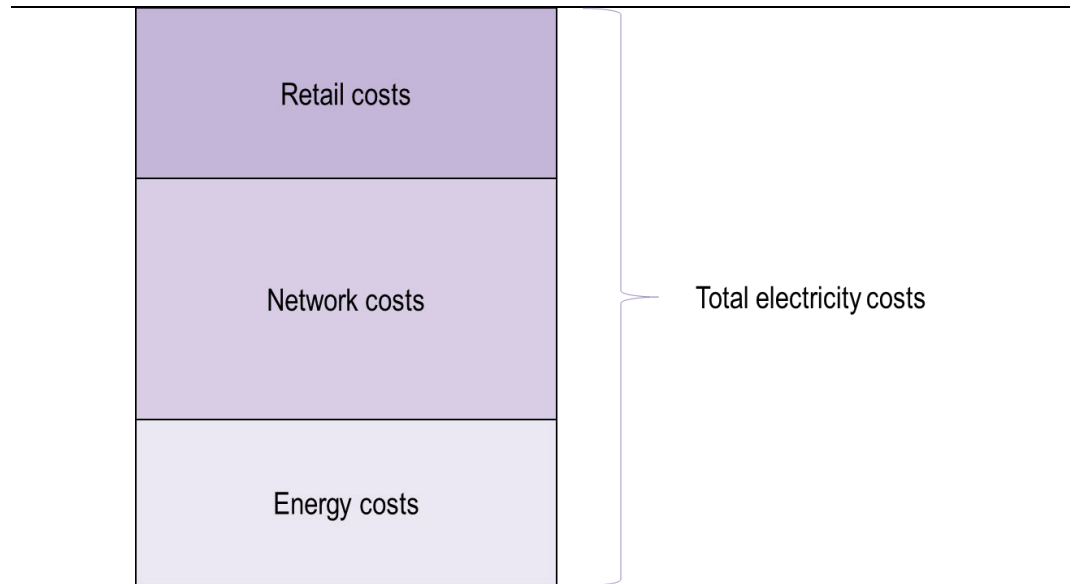 Retail costs
Network costs
Total electricity costs
Energy costs